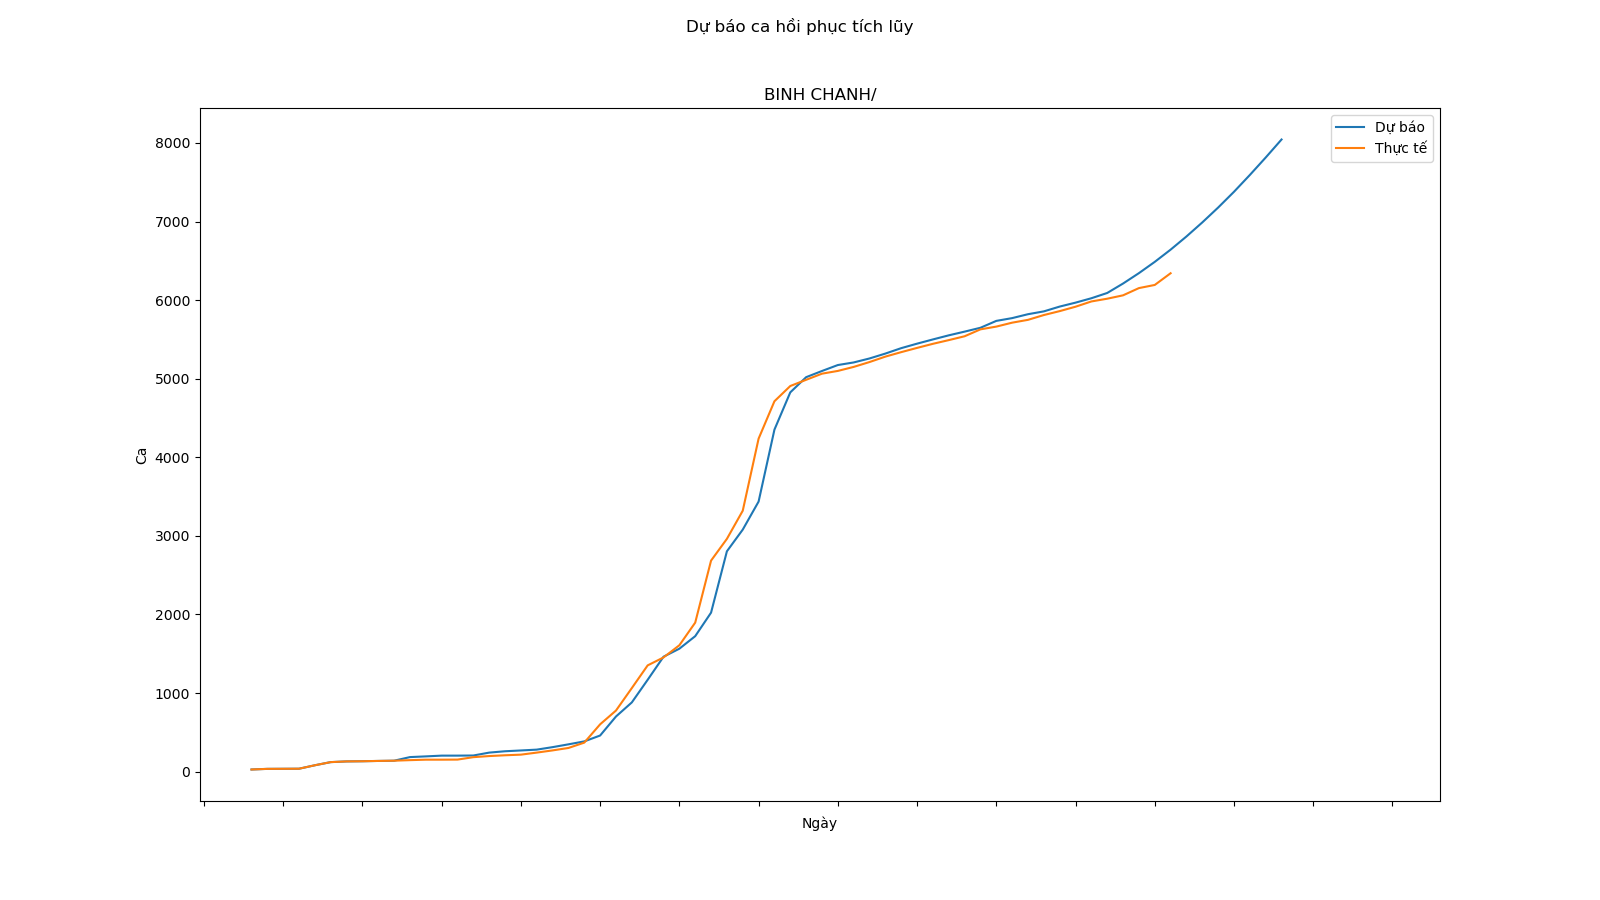 Dự báo ca hồi phục tích lũy
BINH CHANH/
Dự báo
Thực tế
8000
7000
6000
5000
4000
3000
2000
1000
0
Ca
Ngày